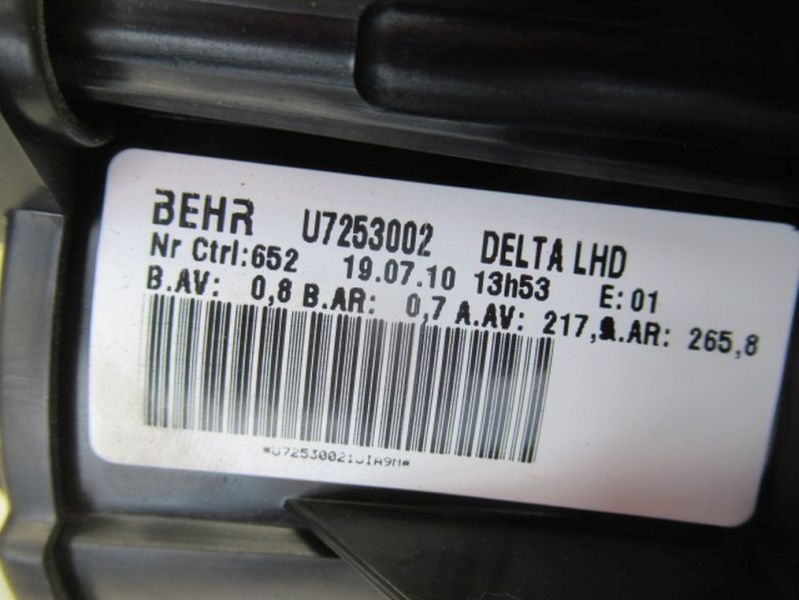 BEHR U7253002 DELTA LHD
Nr Ctrl:652 19.07.10 13h53 E: 01
B.AV: 0,8 B.AR: 0,7 A.AV: 217, .AR: 265,8
*U72530021JIA9M*